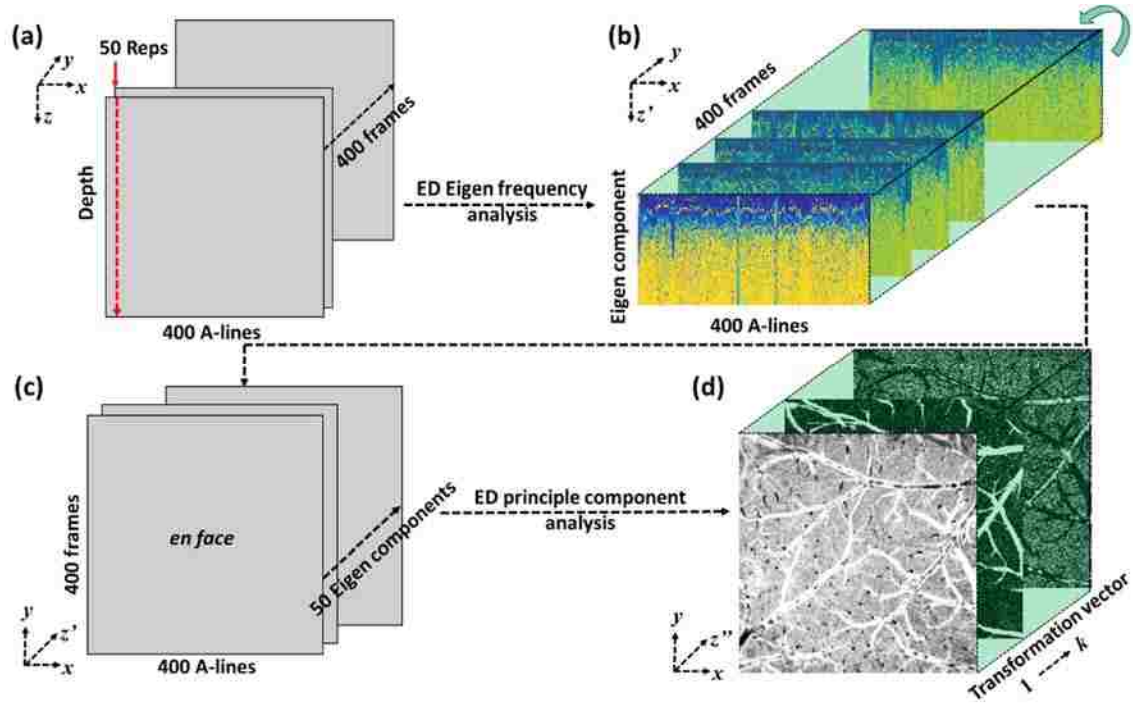 (a)
50 Reps
y
x
z
400 frames
Depth
400 A-lines
ED Eigen frequency
analysis
(b)
y
x
z'
400 frames
Eigen component
400 A-lines
(c)
400 frames
en face
50 Eigen components
y
z'
x
400 A-lines
ED principle component
analysis
(d)
y
z"
x
Transformation vector
1
k